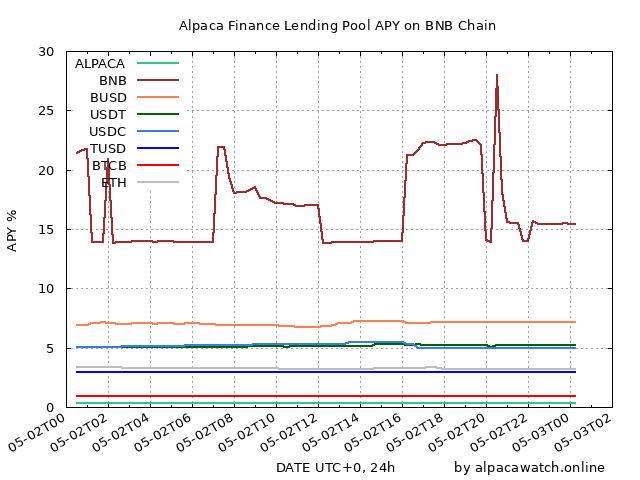 Alpaca Finance Lending Pool APY on BNB Chain
APY %
30
25
20
15
10
5
0
ALPACA
BNB
BUSD
USDT
USDC
TUSD
BTCB
ETH
05-02T00
05-02T02
05-02T04
05-02T06
05-02T08
05-02T10
05-02T12
05-02T14
05-02T16
05-02T18
05-02T20
05-02T22
05-03T00
05-03T02
DATE UTC+0, 24h
by alpacawatch.online